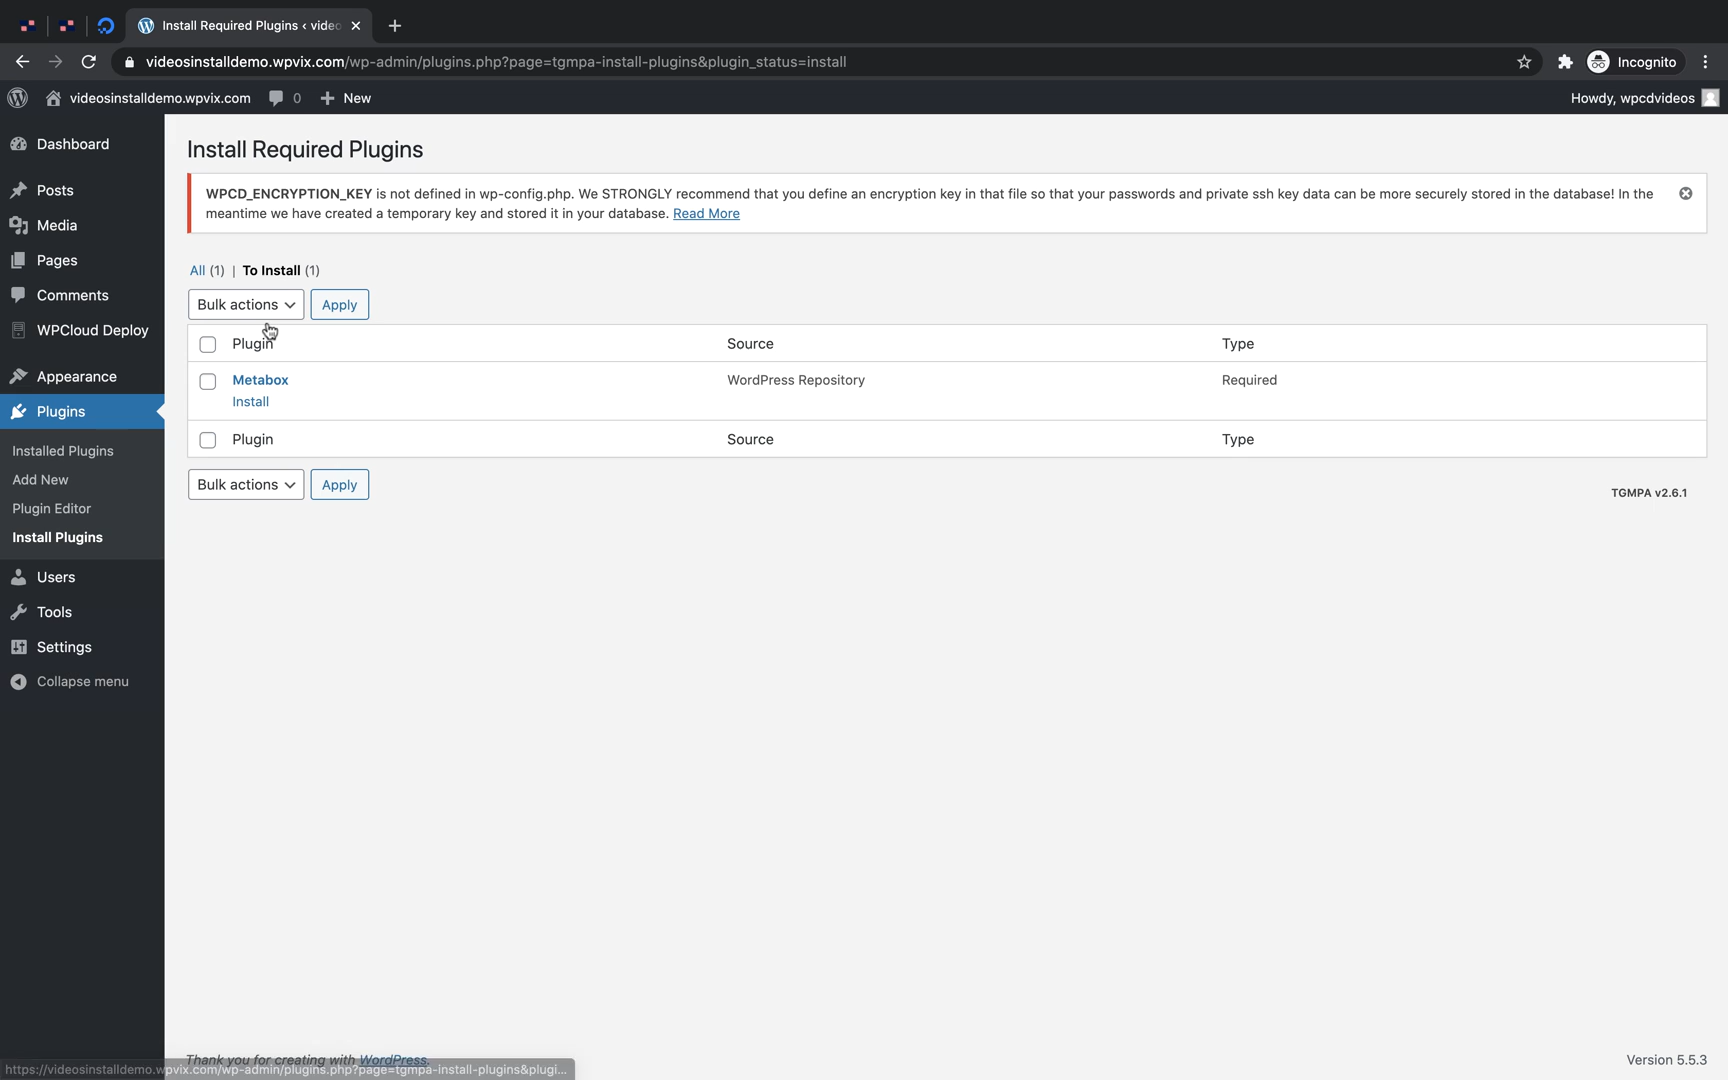 Install Required Plugins ‹ video
videosinstalldemo.wpvix.com/wp-admin/plugins.php?page=tgmpa-install-plugins&plugin_status=install
Incognito
videosinstalldemo.wpvix.com
0
New
Howdy, wpcdvideos
Dashboard
Posts
Media
Pages
Comments
WPCloud Deploy
Appearance
Plugins
Installed Plugins
Add New
Plugin Editor
Install Plugins
Users
Tools
Settings
Collapse menu
Install Required Plugins
WPCD_ENCRYPTION_KEY is not defined in wp-config.php. We STRONGLY recommend that you define an encryption key in that file so that your passwords and private ssh key data can be more securely stored in the database! In the
meantime we have created a temporary key and stored it in your database. Read More
All (1) | To Install (1)
Bulk actions Apply
Plugin Source Type
Metabox WordPress Repository Required
Install
Plugin Source Type
Bulk actions Apply
TGMPA v2.6.1
Thank you for creating with WordPress.
Version 5.5.3
https://videosinstalldemo.wpvix.com/wp-admin/plugins.php?page=tgmpa-install-plugins&plugi...